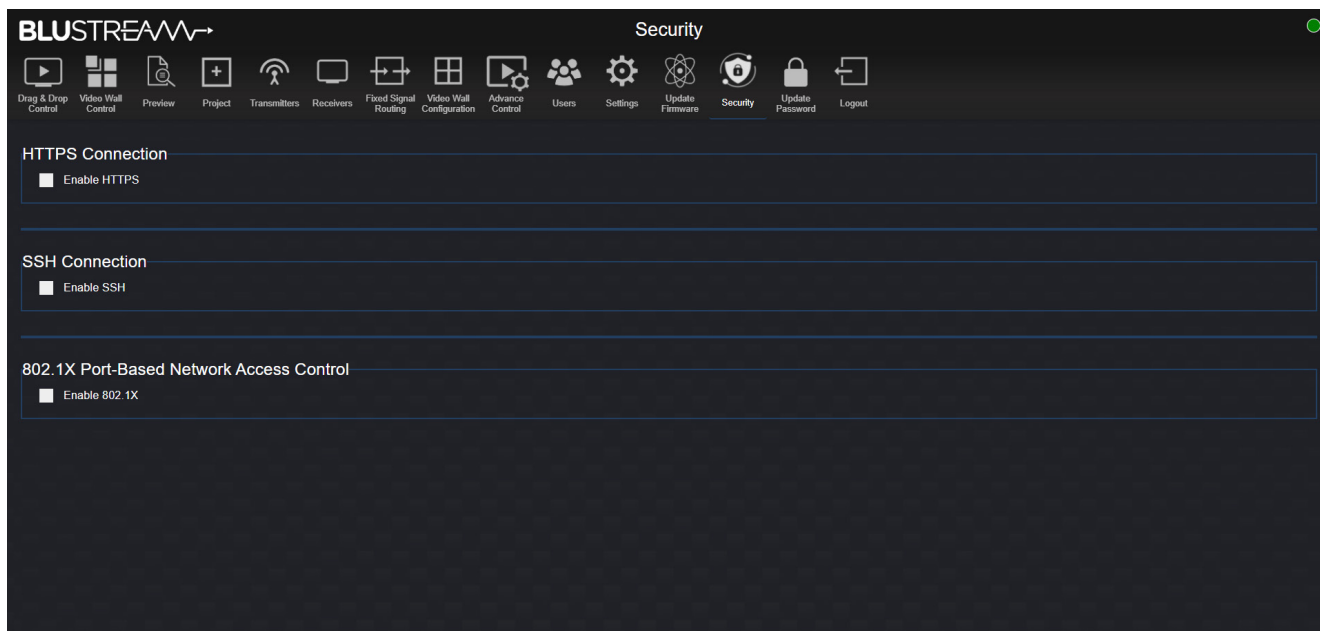 BLUSTREAM
Security
Drag & Drop Control
Video Wall Control
Preview
Project
Transmitters
Receivers
Fixed Signal Routing
Video Wall Configuration
Advance Control
Users
Settings
Update Firmware
Security
Update Password
Logout
HTTPS Connection
Enable HTTPS
SSH Connection
Enable SSH
802.1X Port-Based Network Access Control
Enable 802.1X